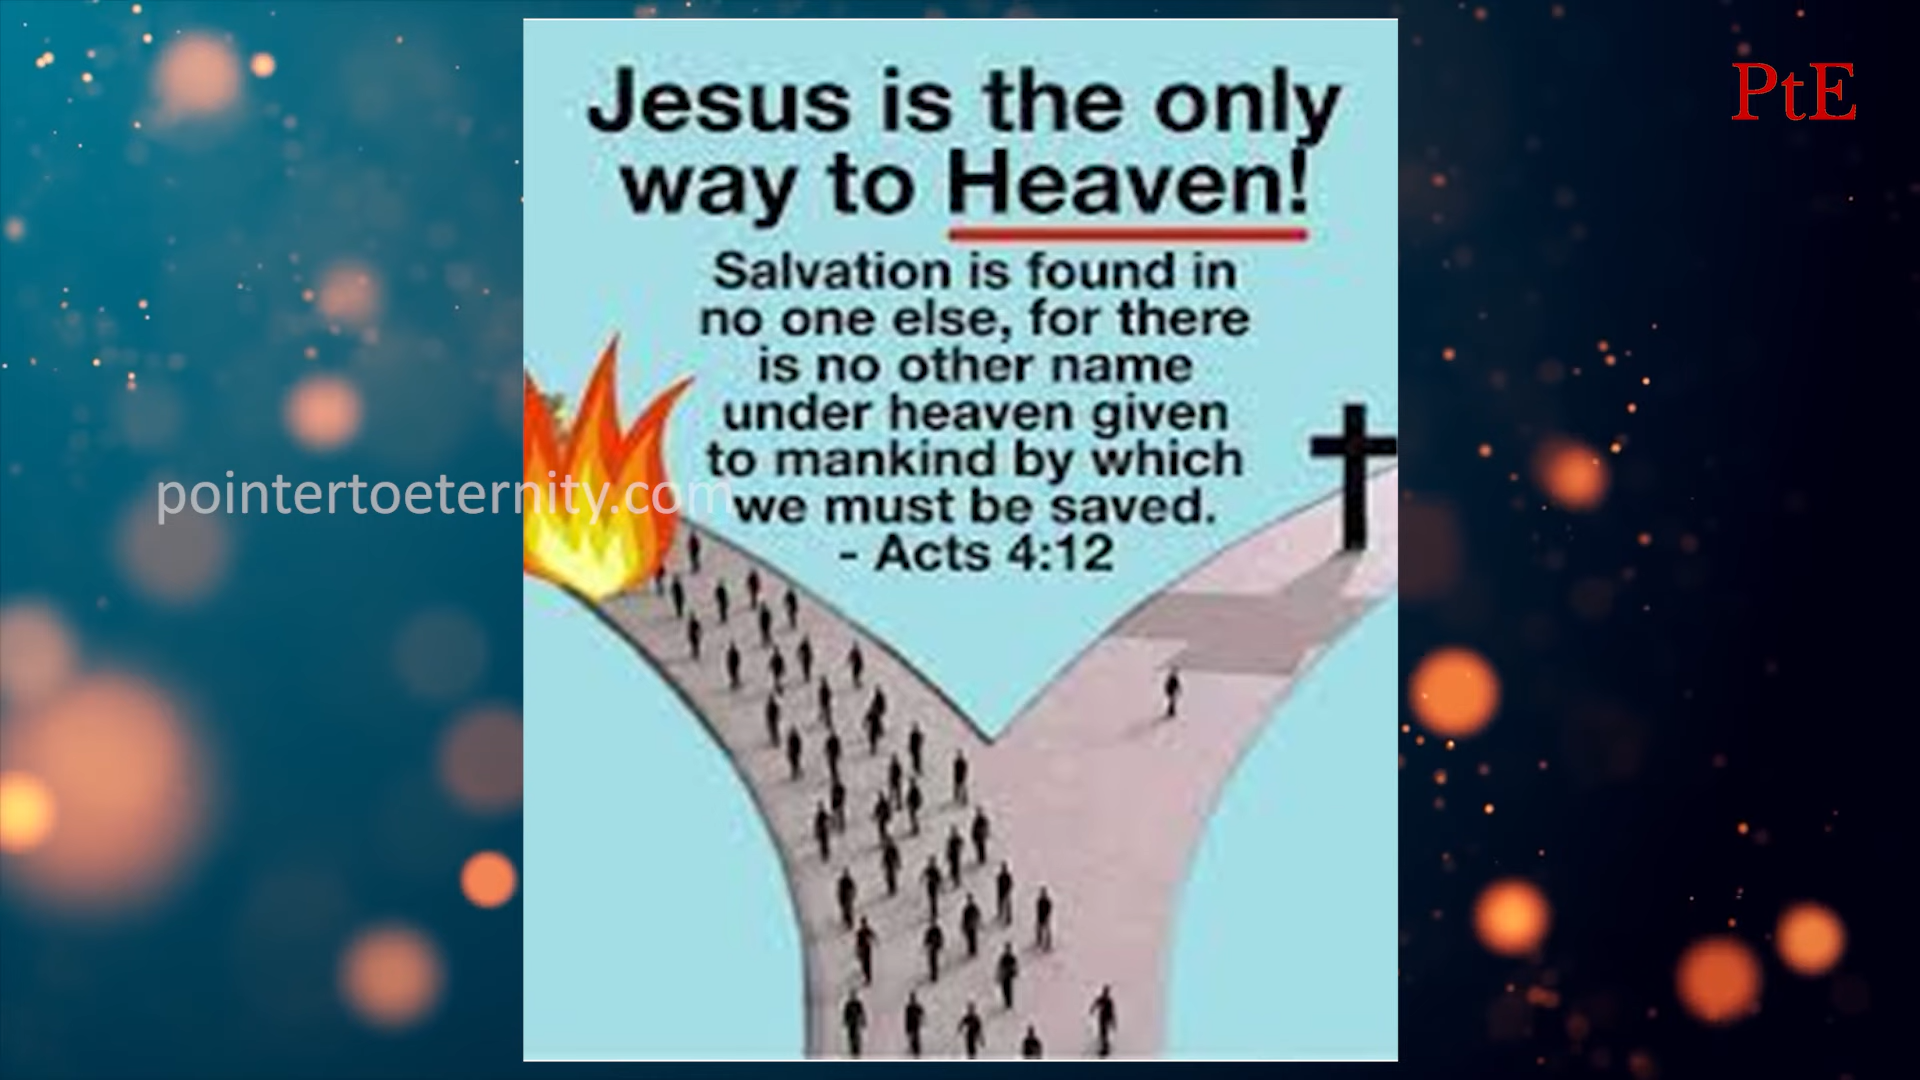 PtE
Jesus is the only
way to Heaven!
Salvation is found in
no one else, for there
is no other name
under heaven given
to mankind by which
we must be saved.
- Acts 4:12
pointertoeternity.com